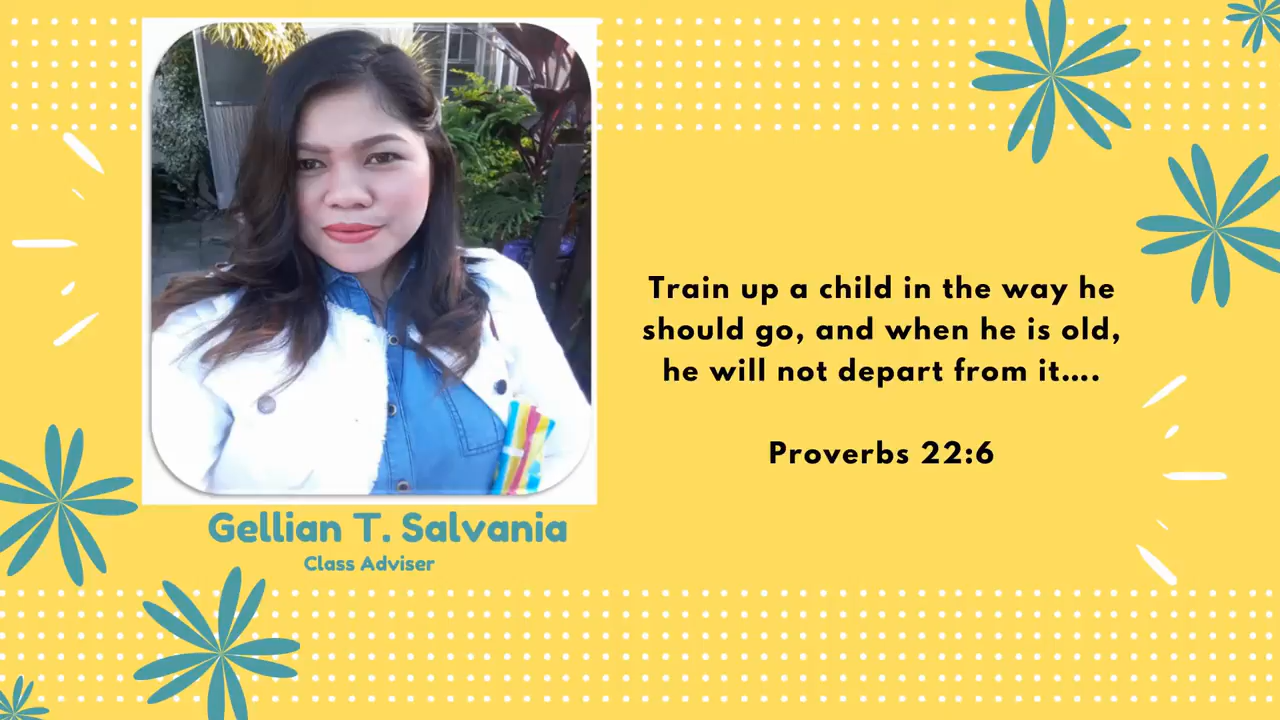 Gellian T. Salvania
Class Adviser
Train up a child in the way he
should go, and when he is old,
he will not depart from it....
Proverbs 22:6